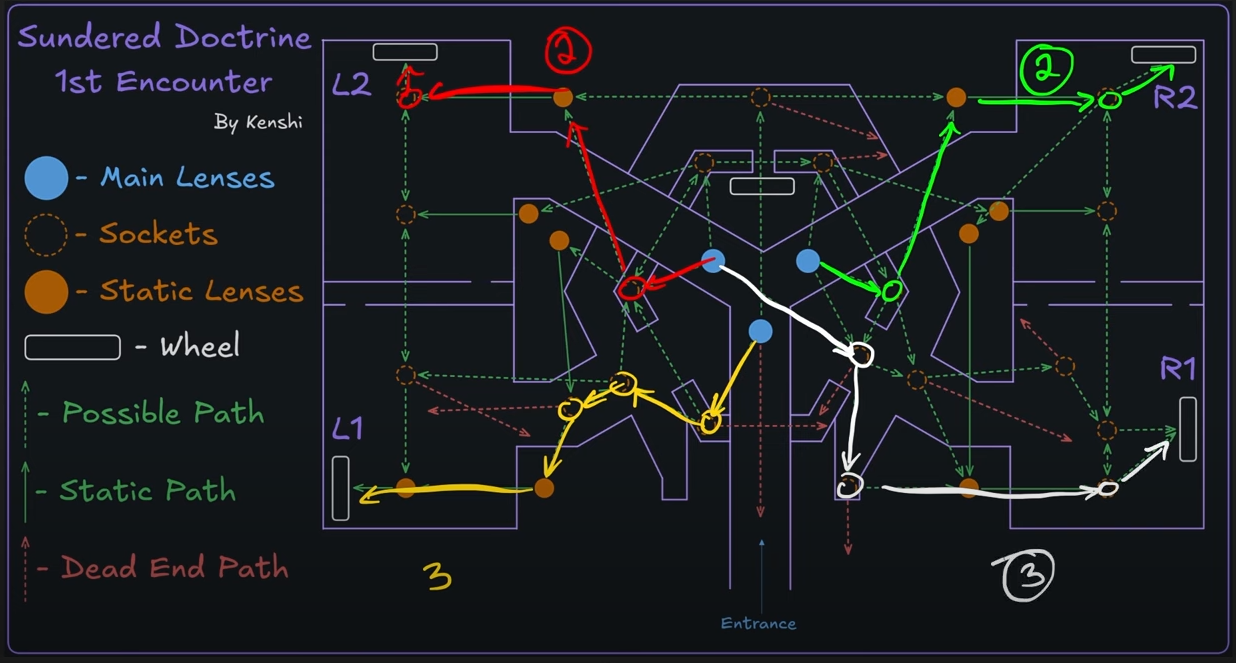 Sundered Doctrine
1st Encounter
By Kenshi
- Main Lenses
- Sockets
- Static Lenses
- Wheel
- Possible Path
- Static Path
- Dead End Path
L2
2
2
R2
L1
R1
3
3
Entrance